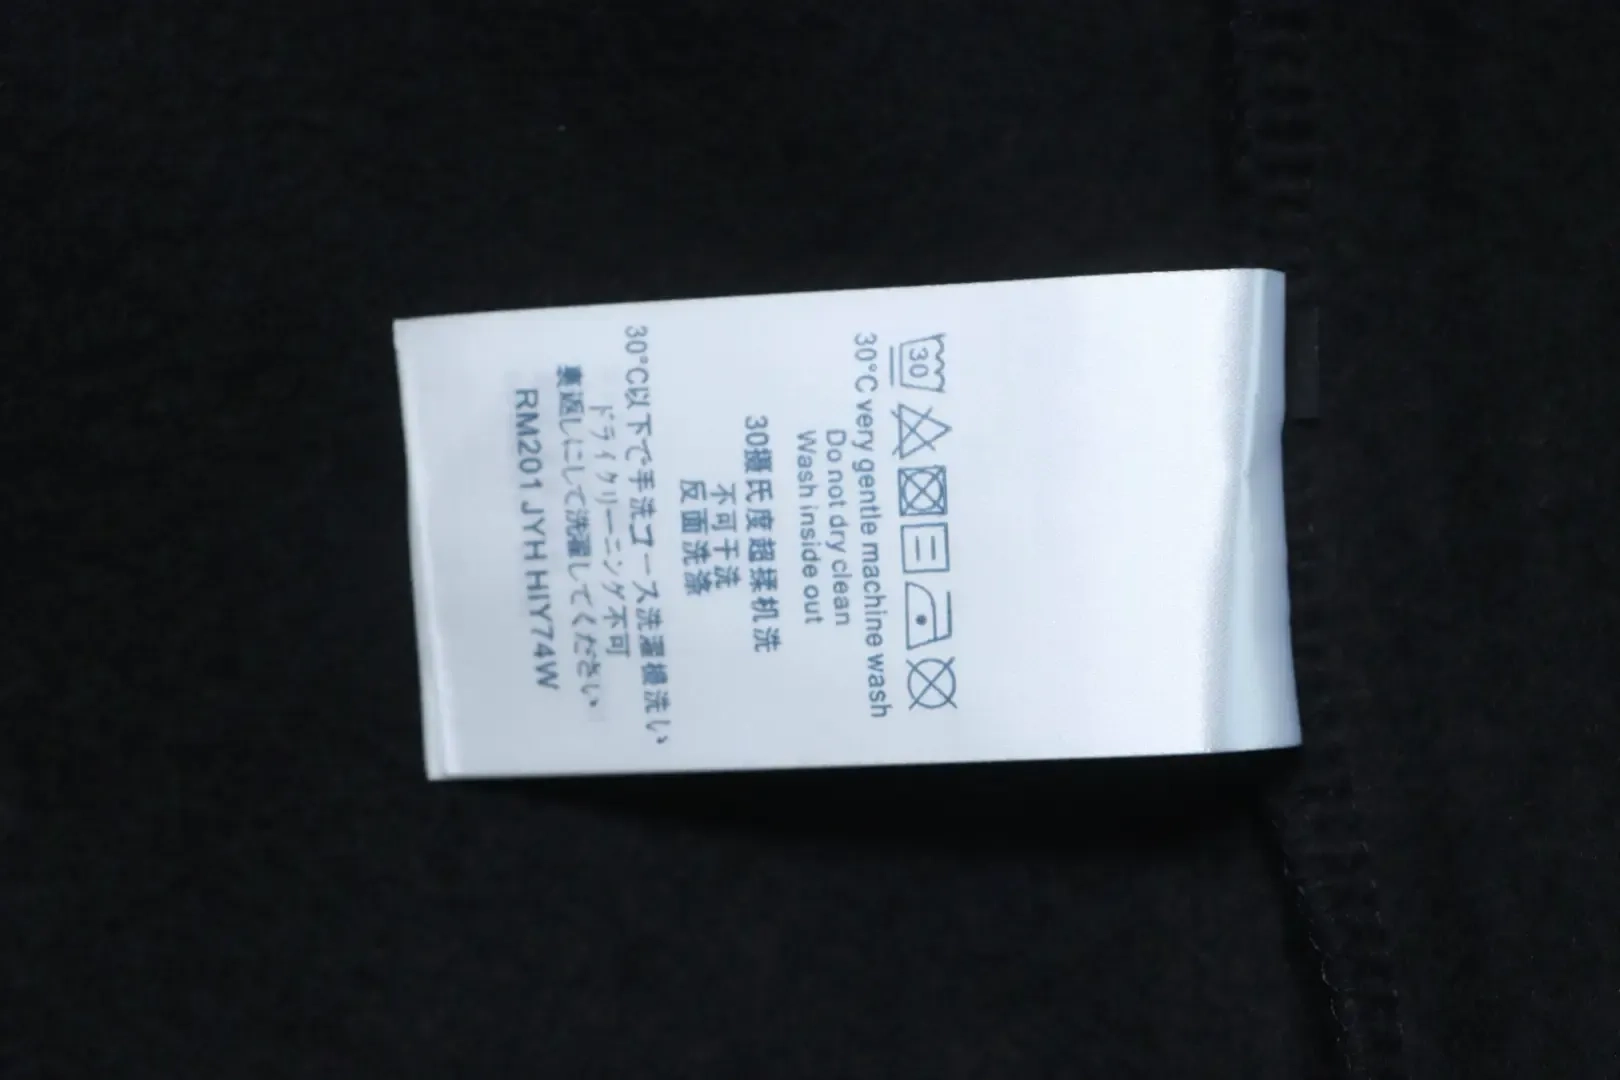 30
30°C very gentle machine wash
Do not dry clean
Wash inside out
30摄氏度超揉机洗
不可干洗
反面洗涤
30°C以下で手洗コース洗濯機洗い
ドライクリーニング不可
裏返しにして洗濯してください
RM201 JYH HIY74W